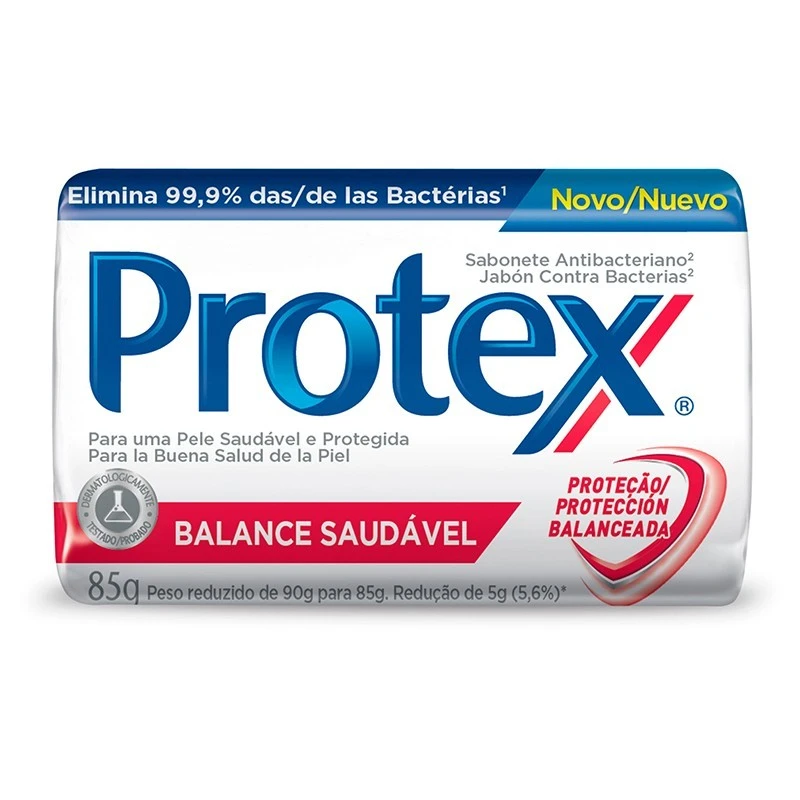 Elimina 99,9% das/de las Bactérias¹
Novo/Nuevo
Sabonete Antibacteriano²
Jabón Contra Bacterias²
Protex®
Para uma Pele Saudável e Protegida
Para la Buena Salud de la Piel
DERMATOLOGICAMENTE
TESTADO/PROBADO
BALANCE SAUDÁVEL
PROTEÇÃO/
PROTECCIÓN
BALANCEADA
85g Peso reduzido de 90g para 85g. Redução de 5g (5,6%)*